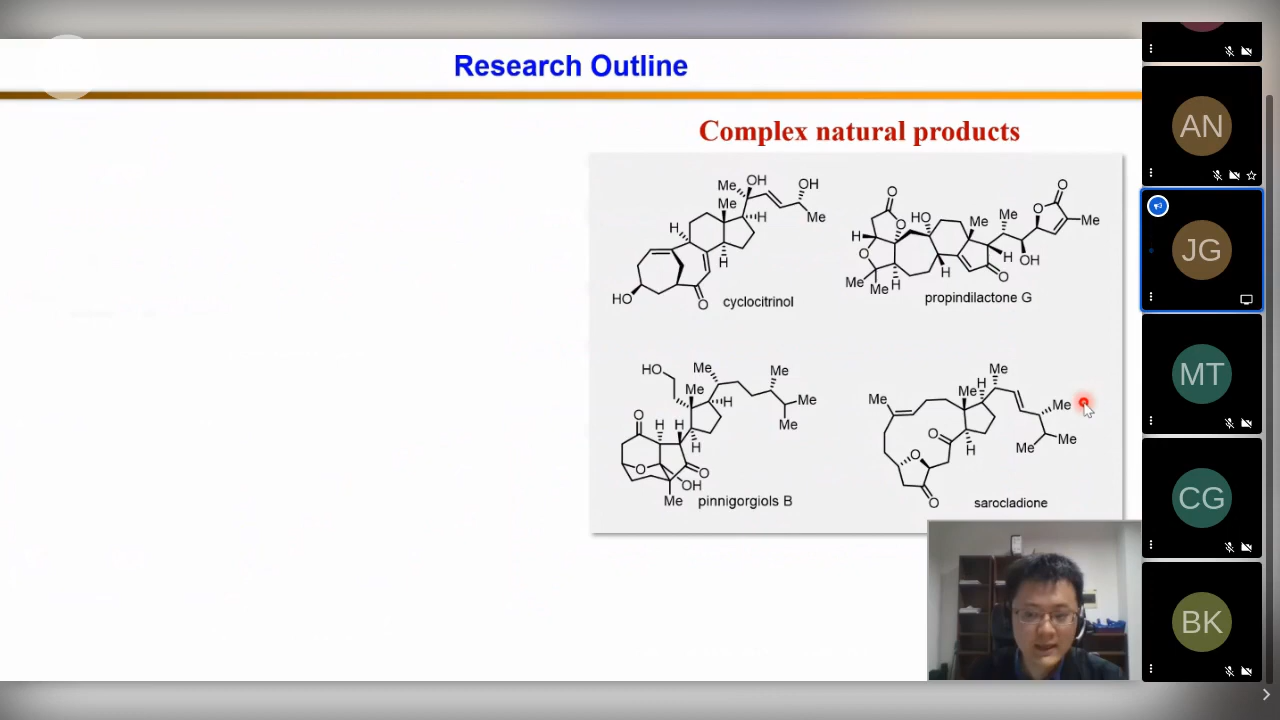 Research Outline
Complex natural products
Me OH OH
Me
H H Me
H
HO O
cyclocitrinol
O O
O HO Me Me O Me
H
O H OH
Me Me H H O
propindilactone G
HO Me Me
Me
H Me
O H H Me
H
O O
OH
Me
pinnigorgiols B
Me
Me Me H
Me
O Me
O H Me
O
sarocladione
AN
JG
MT
CG
BK